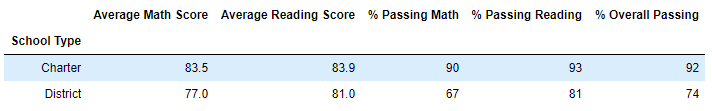 Average Math Score Average Reading Score % Passing Math % Passing Reading % Overall Passing
School Type
Charter 83.5 83.9 90 93 92
District 77.0 81.0 67 81 74